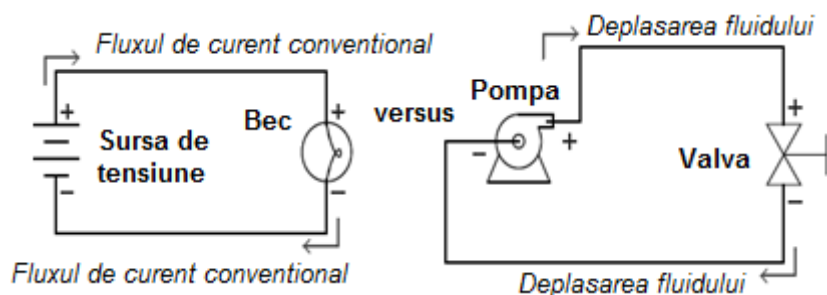 Fluxul de curent conventional
+
Sursa de
tensiune
-
Bec
+
-
Fluxul de curent conventional
versus
Deplasarea fluidului
Pompa
-
+
+
Valva
-
Deplasarea fluidului